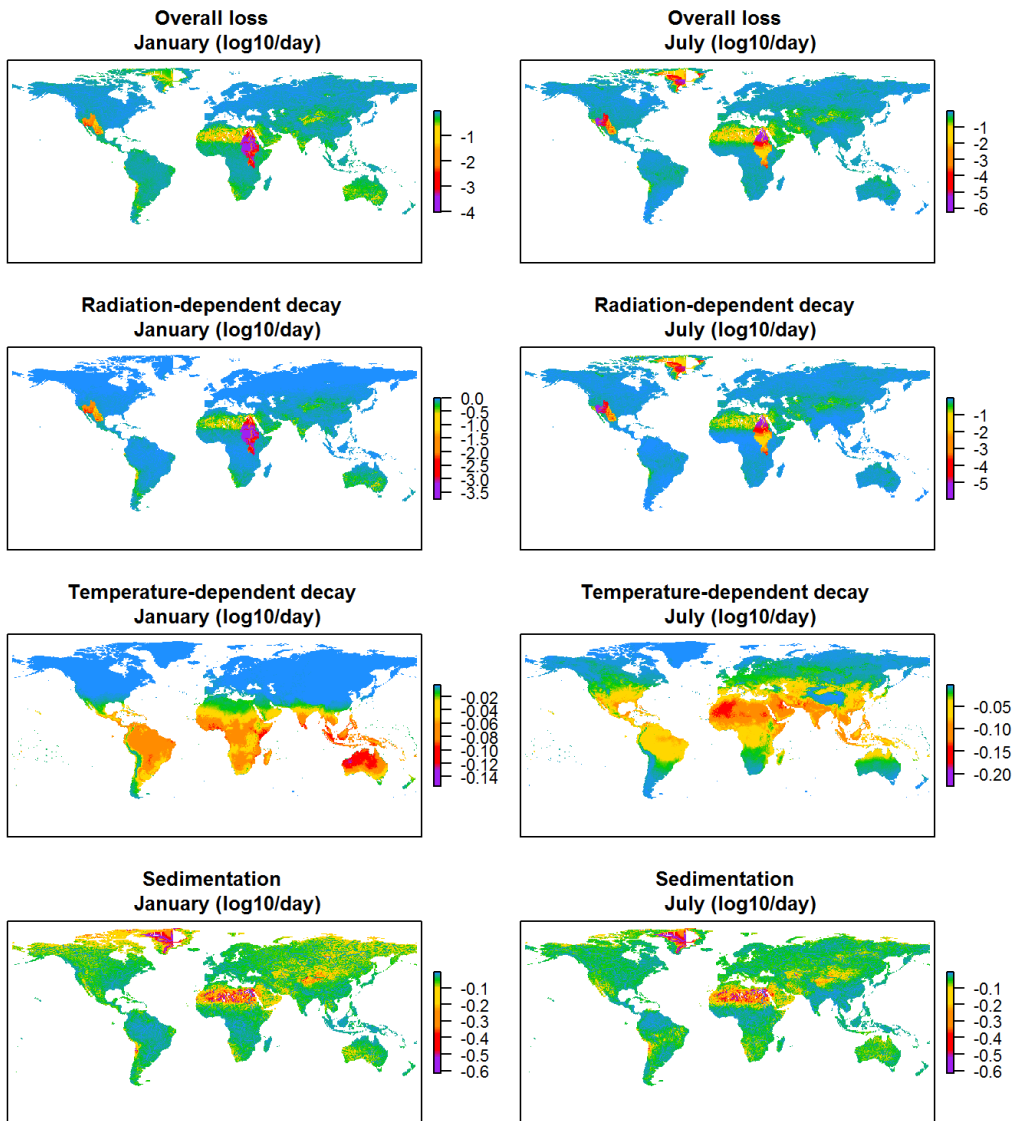 Overall loss
January (log10/day)
-1
-2
-3
-4
Overall loss
July (log10/day)
-1
-2
-3
-4
-5
-6
Radiation-dependent decay
January (log10/day)
0.0
-0.5
-1.0
-1.5
-2.0
-2.5
-3.0
-3.5
Radiation-dependent decay
July (log10/day)
-1
-2
-3
-4
-5
Temperature-dependent decay
January (log10/day)
-0.02
-0.04
-0.06
-0.08
-0.10
-0.12
-0.14
Temperature-dependent decay
July (log10/day)
-0.05
-0.10
-0.15
-0.20
Sedimentation
January (log10/day)
-0.1
-0.2
-0.3
-0.4
-0.5
-0.6
Sedimentation
July (log10/day)
-0.1
-0.2
-0.3
-0.4
-0.5
-0.6